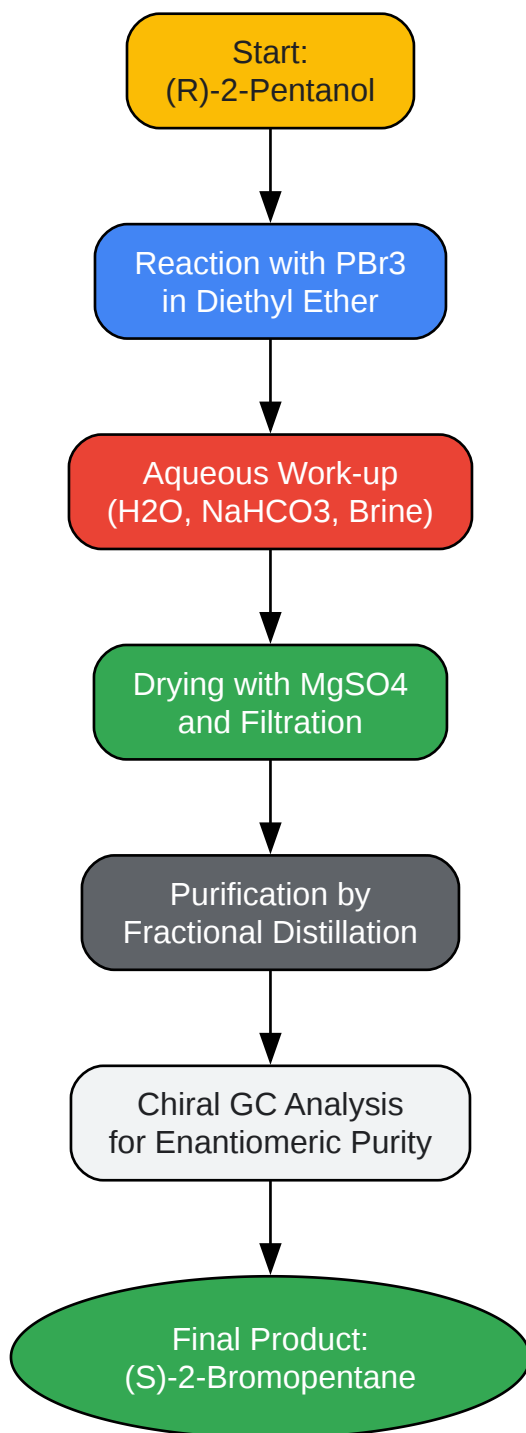 Start:
(R)-2-Pentanol
Reaction with PBr3
in Diethyl Ether
Aqueous Work-up
(H2O, NaHCO3, Brine)
Drying with MgSO4
and Filtration
Purification by
Fractional Distillation
Chiral GC Analysis
for Enantiomeric Purity
Final Product:
(S)-2-Bromopentane